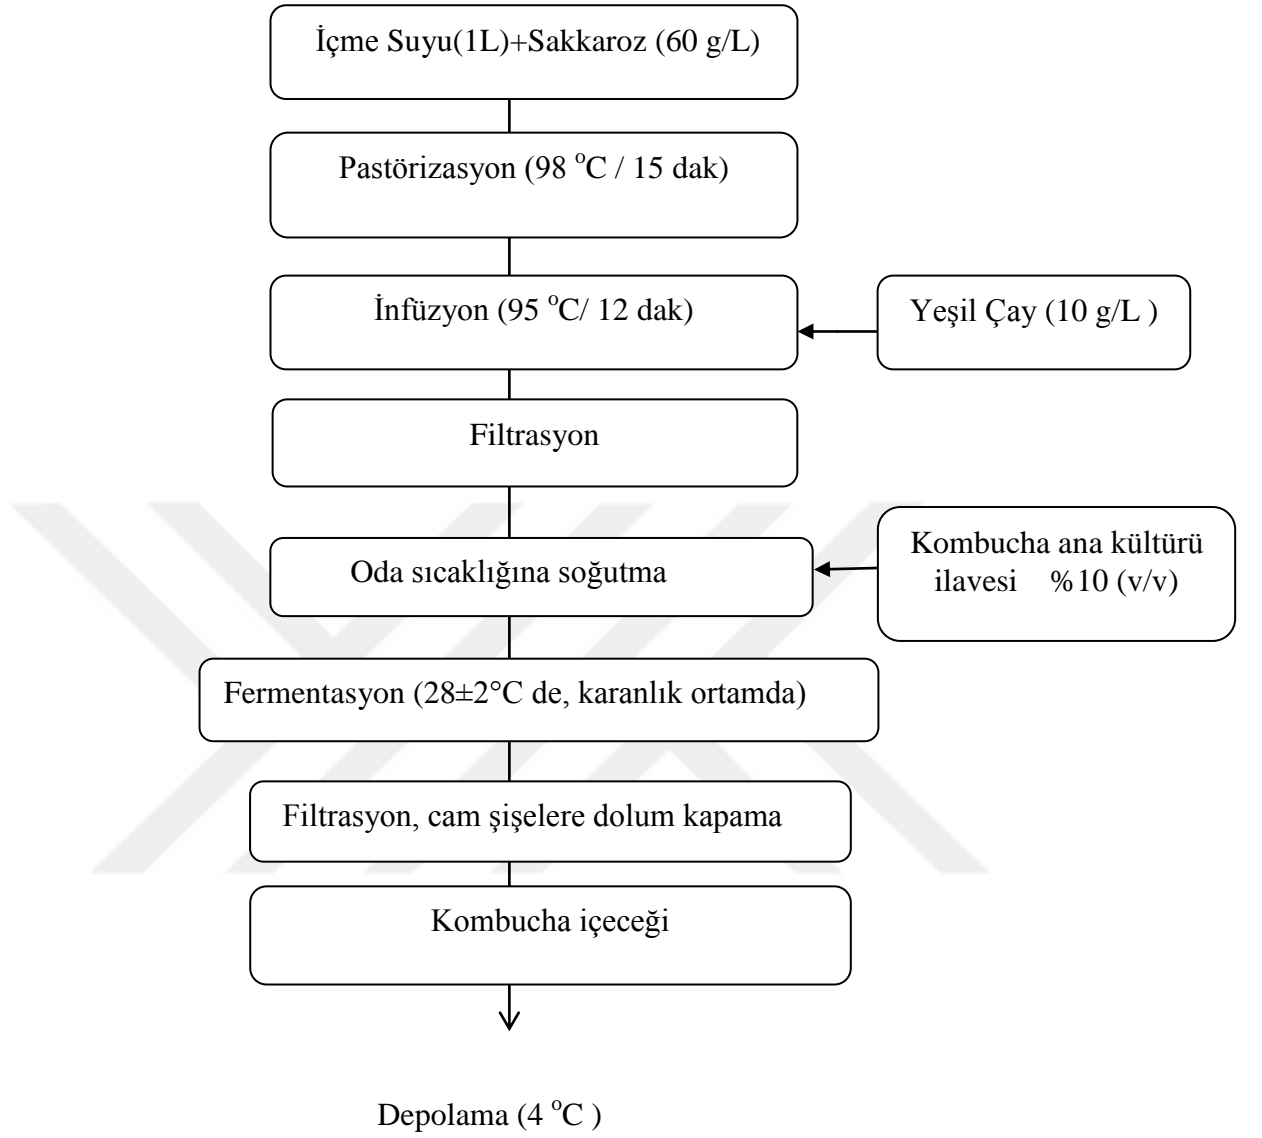 İçme Suyu(1L)+Sakkaroz (60 g/L)
Pastörizasyon (98 °C / 15 dak)
İnfüzyon (95 °C/ 12 dak)
Yeşil Çay (10 g/L )
Filtrasyon
Kombucha ana kültürü
ilavesi %10 (v/v)
Oda sıcaklığına soğutma
Fermentasyon (28±2°C de, karanlık ortamda)
Filtrasyon, cam şişelere dolum kapama
Kombucha içeceği
Depolama (4 °C )